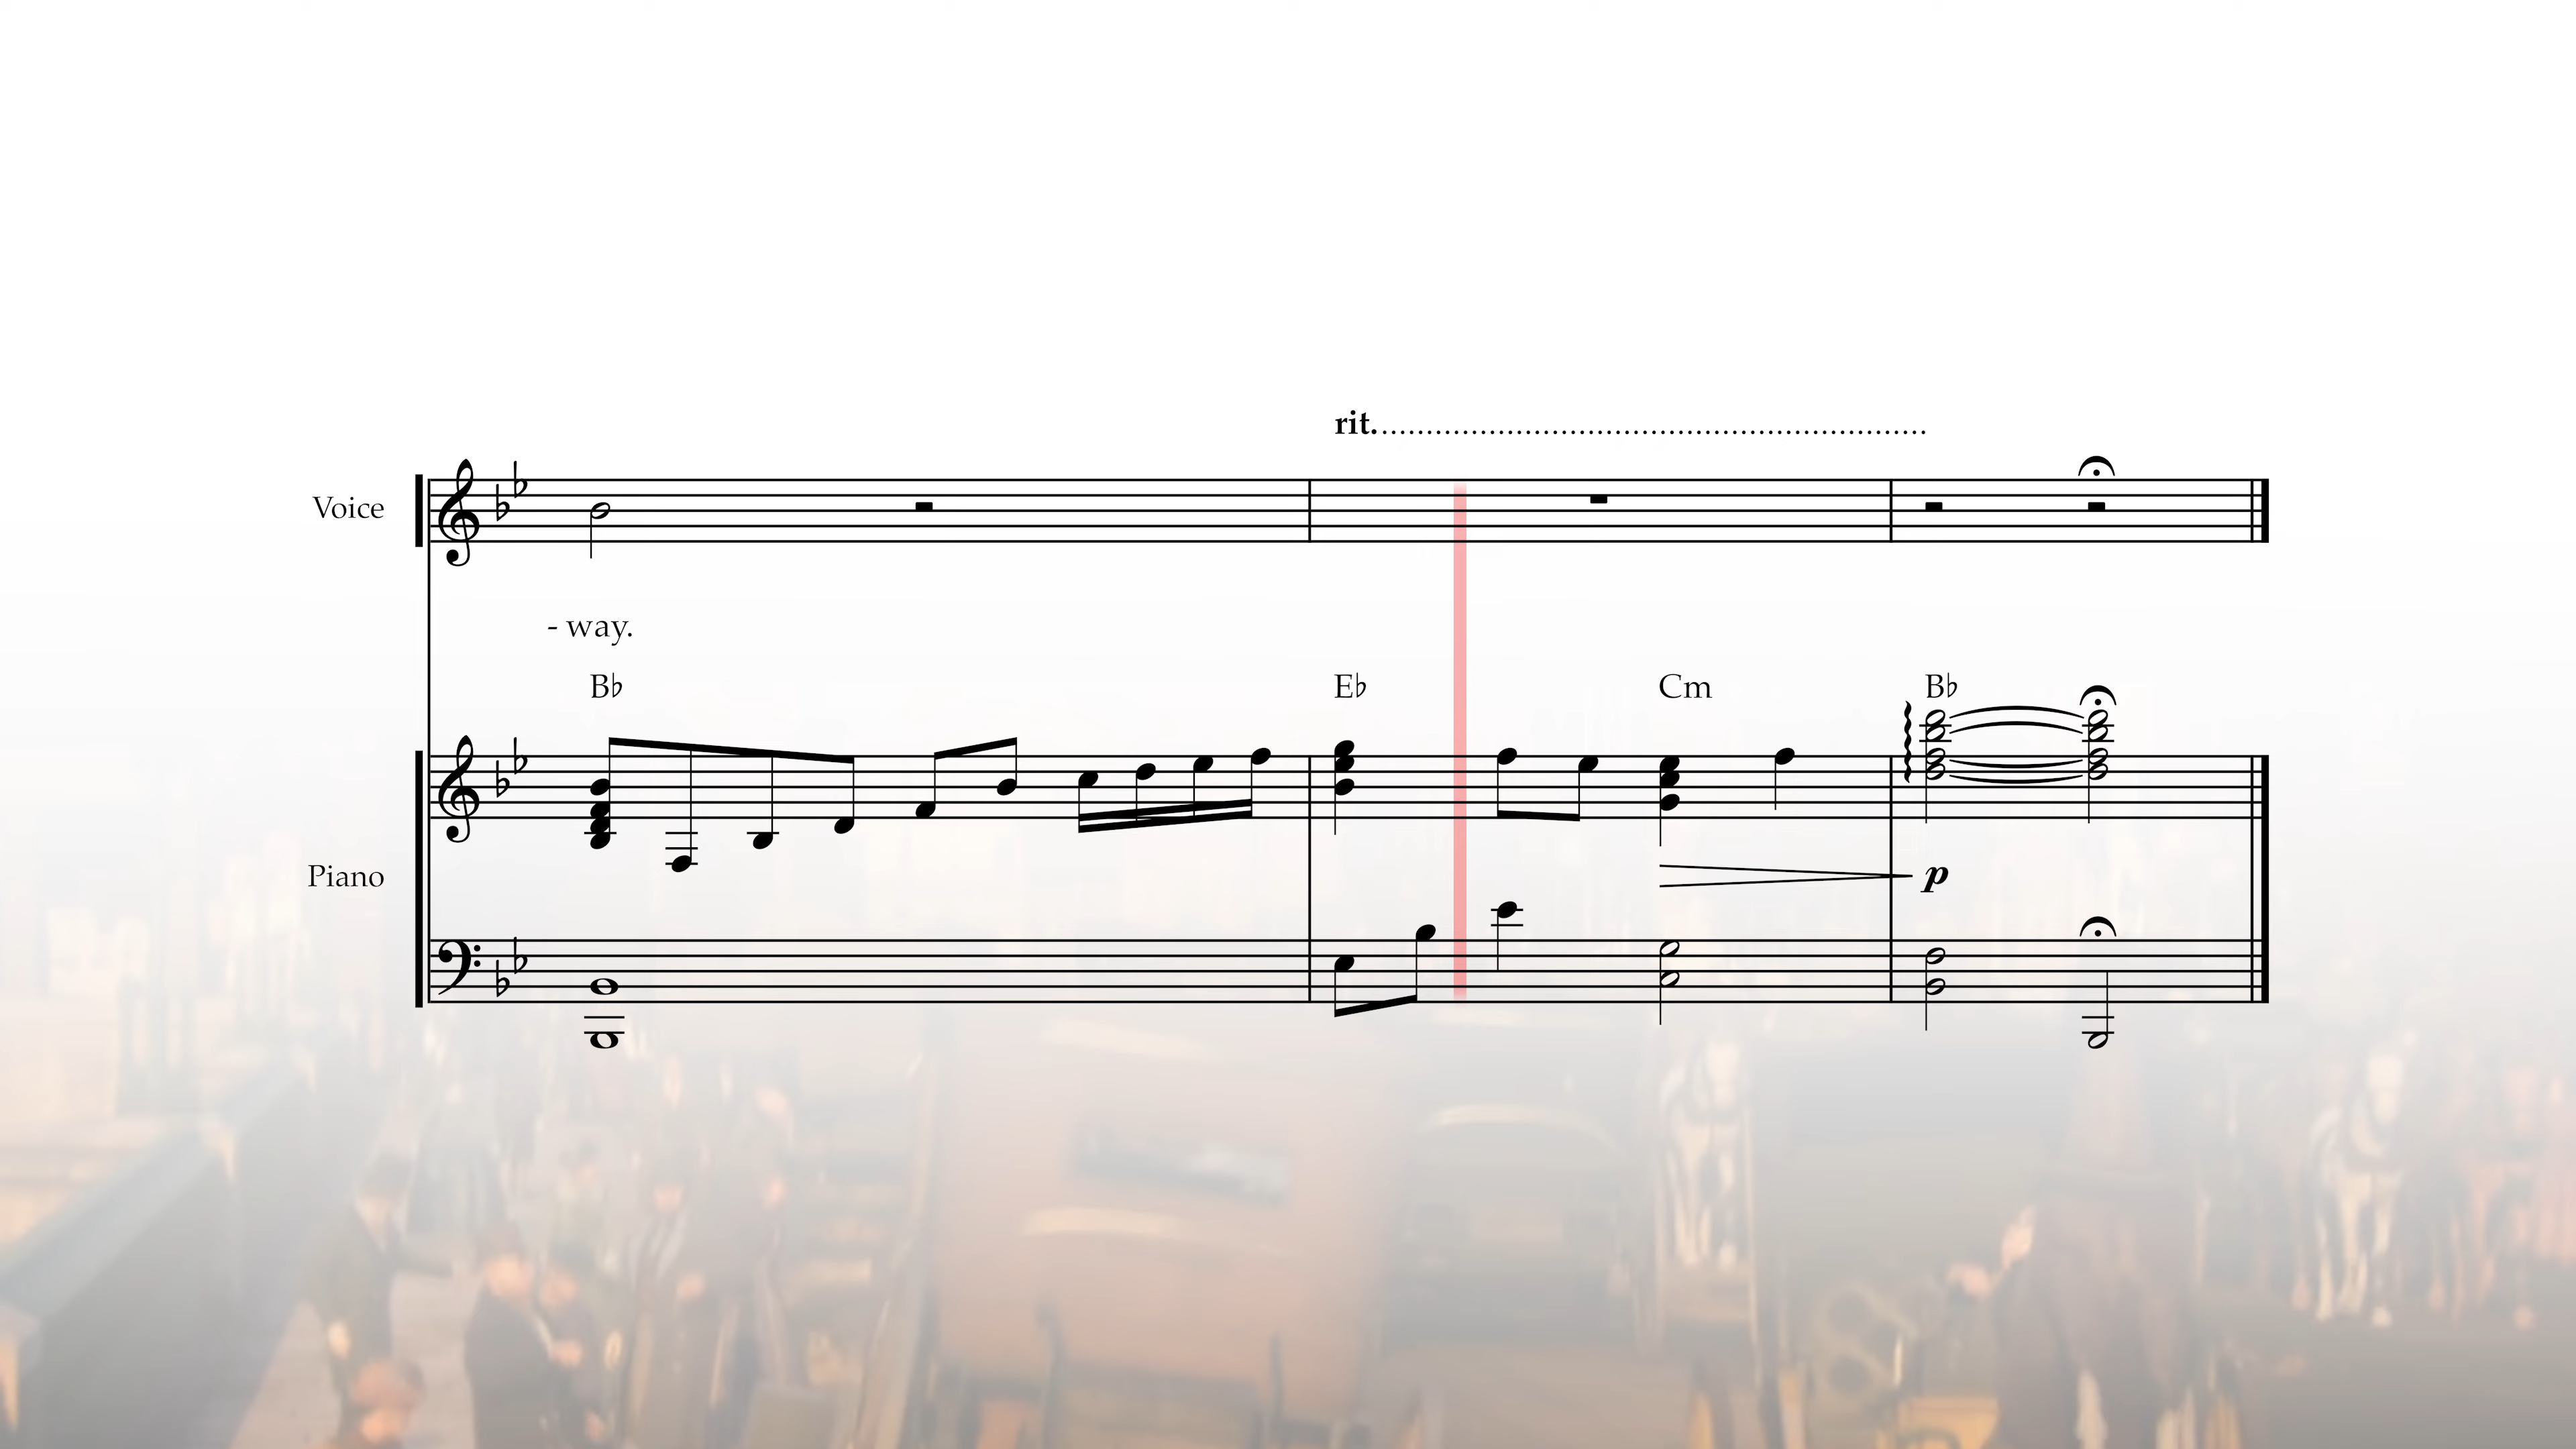 rit.
Voice
- way.
B♭ E♭ Cm B♭
Piano
p